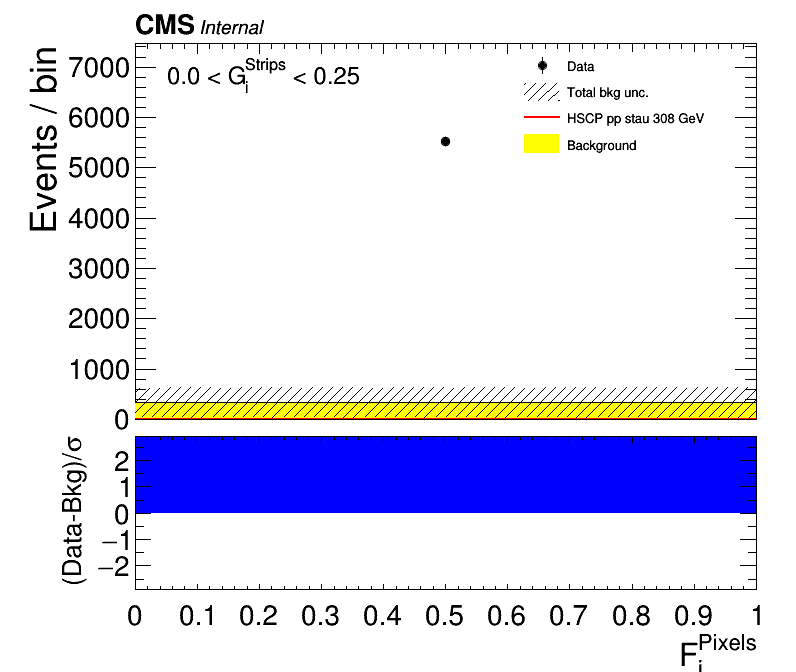 CMS Internal
0.0 < G_i^Strips < 0.25
Data
Total bkg unc.
HSCP pp stau 308 GeV
Background
Events / bin
7000
6000
5000
4000
3000
2000
1000
0
(Data-Bkg)/σ
2
1
0
−1
−2
0 0.1 0.2 0.3 0.4 0.5 0.6 0.7 0.8 0.9 1
F_i^Pixels